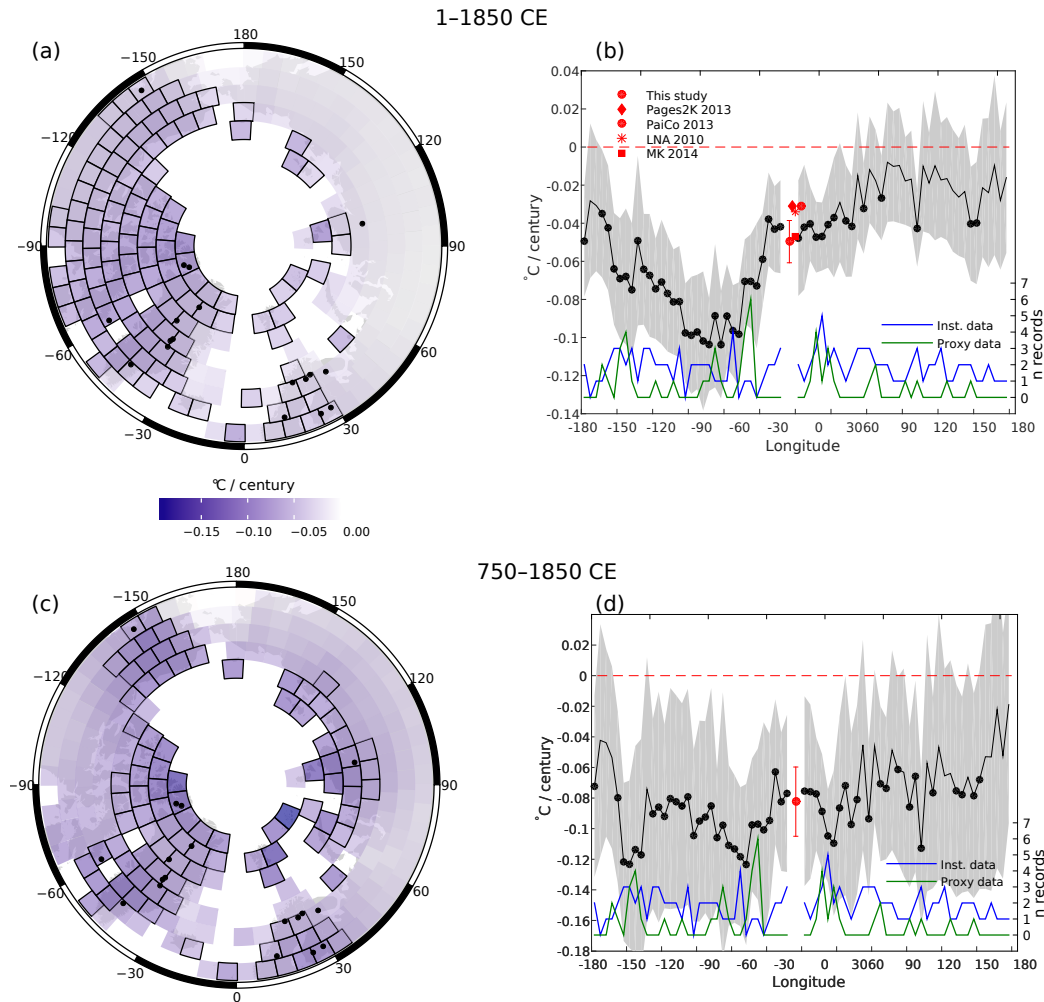 1–1850 CE
(a)
180
−150
150
−120
120
−90
90
−60
60
−30
30
0
(b)
0.04
0.02
0
-0.02
-0.04
-0.06
-0.08
-0.1
-0.12
-0.14
℃ / century
This study
Pages2K 2013
PaiCo 2013
LNA 2010
MK 2014
Inst. data
Proxy data
7
6
5
4
3
2
1
0
n records
-180 -150 -120 -90 -60 -30 0 30 60 90 120 150 180
Longitude
℃ / century
−0.15 −0.10 −0.05 0.00
750–1850 CE
(c)
180
−150
150
−120
120
−90
90
−60
60
−30
30
0
(d)
0.02
0
-0.02
-0.04
-0.06
-0.08
-0.1
-0.12
-0.14
-0.16
-0.18
℃ / century
Inst. data
Proxy data
7
6
5
4
3
2
1
0
n records
-180 -150 -120 -90 -60 -30 0 30 60 90 120 150 180
Longitude